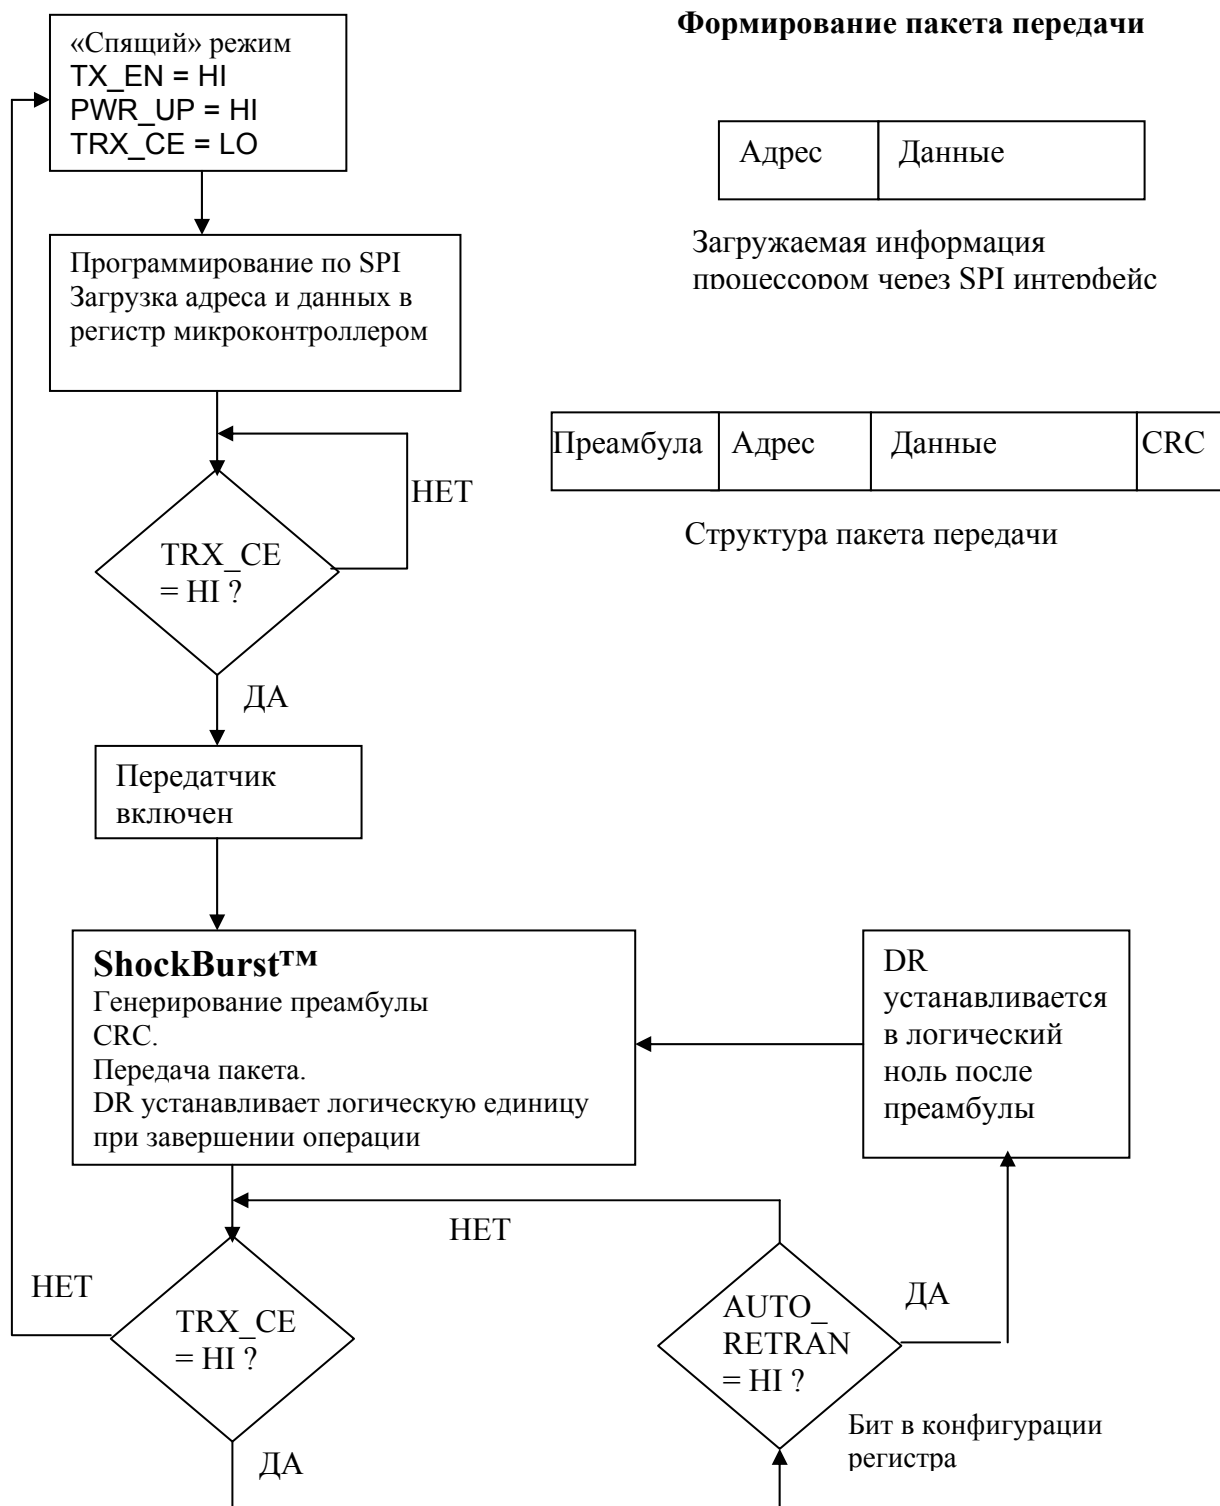 Формирование пакета передачи
«Спящий» режим
TX_EN = HI
PWR_UP = HI
TRX_CE = LO
Адрес
Данные
Загружаемая информация
процессором через SPI интерфейс
Программирование по SPI
Загрузка адреса и данных в
регистр микроконтроллером
Преамбула
Адрес
Данные
CRC
Структура пакета передачи
НЕТ
TRX_CE
= HI ?
ДА
Передатчик
включен
ShockBurst™
Генерирование преамбулы
CRC.
Передача пакета.
DR устанавливает логическую единицу
при завершении операции
DR
устанавливается
в логический
ноль после
преамбулы
НЕТ
НЕТ
TRX_CE
= HI ?
ДА
AUTO_
RETRAN
= HI ?
ДА
Бит в конфигурации
регистра